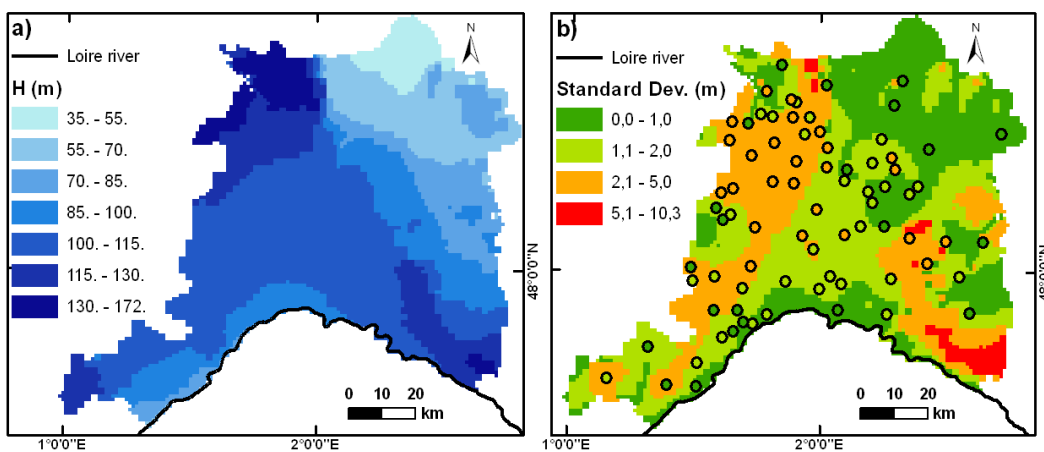 a)
N
Loire river
H (m)
35. - 55.
55. - 70.
70. - 85.
85. - 100.
100. - 115.
115. - 130.
130. - 172.
0 10 20
km
1°0'0"E
2°0'0"E
48°0'0"N
b)
N
Loire river
Standard Dev. (m)
0,0 - 1,0
1,1 - 2,0
2,1 - 5,0
5,1 - 10,3
0 10 20
km
1°0'0"E
2°0'0"E
48°0'0"N